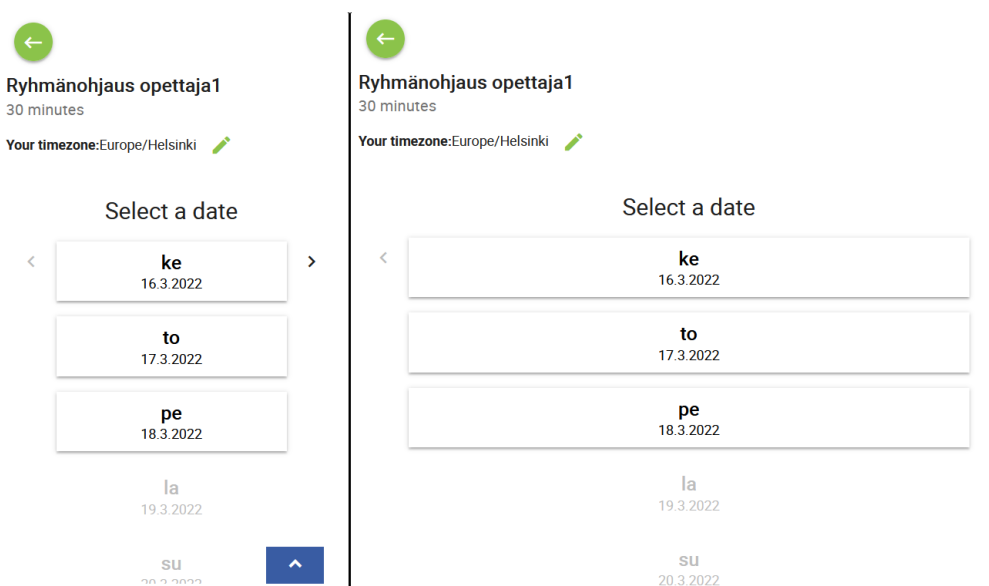 Ryhmänohjaus opettaja1
30 minutes
Your timezone:Europe/Helsinki
Select a date
ke
16.3.2022
to
17.3.2022
pe
18.3.2022
la
19.3.2022
su
20.3.2022
Ryhmänohjaus opettaja1
30 minutes
Your timezone:Europe/Helsinki
Select a date
ke
16.3.2022
to
17.3.2022
pe
18.3.2022
la
19.3.2022
su
20.3.2022